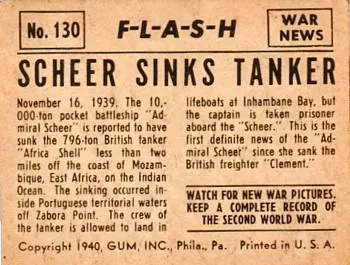 No. 130
F-L-A-S-H
WAR
NEWS
SCHEER SINKS TANKER
November 16, 1939. The 10,-
000-ton pocket battleship "Ad-
miral Scheer" is reported to have
sunk the 796-ton British tanker
"Africa Shell" less than two
miles off the coast of Mozam-
bique, East Africa, on the Indian
Ocean. The sinking occurred in-
side Portuguese territorial waters
off Zabora Point. The crew of
the tanker is allowed to land in
lifeboats at Inhambane Bay, but
the captain is taken prisoner
aboard the "Scheer." This is the
first definite news of the "Ad-
miral Scheer" since she sank the
British freighter "Clement."
WATCH FOR NEW WAR PICTURES.
KEEP A COMPLETE RECORD OF
THE SECOND WORLD WAR.
Copyright 1940, GUM, INC., Phila., Pa. Printed in U. S. A.